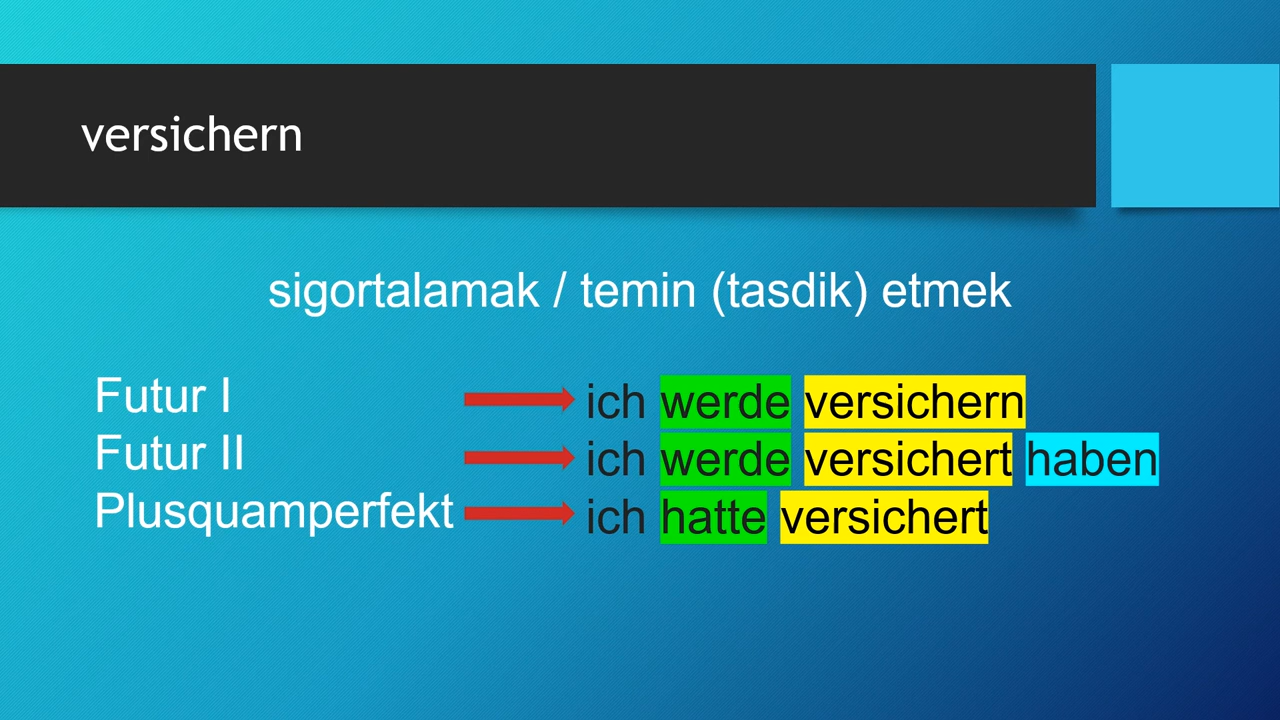 versichern
sigortalamak / temin (tasdik) etmek
Futur I ich werde versichern
Futur II ich werde versichert haben
Plusquamperfekt ich hatte versichert